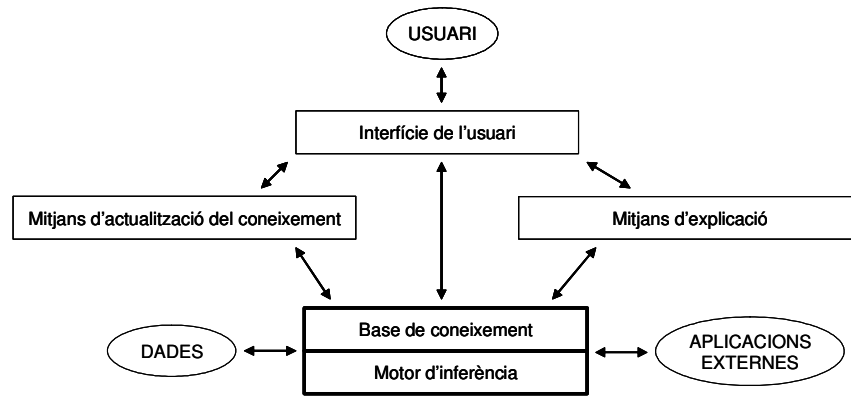 USUARI
Interfície de l'usuari
Mitjans d'actualització del coneixement
Mitjans d'explicació
Base de coneixement
Motor d'inferència
DADES
APLICACIONS
EXTERNES